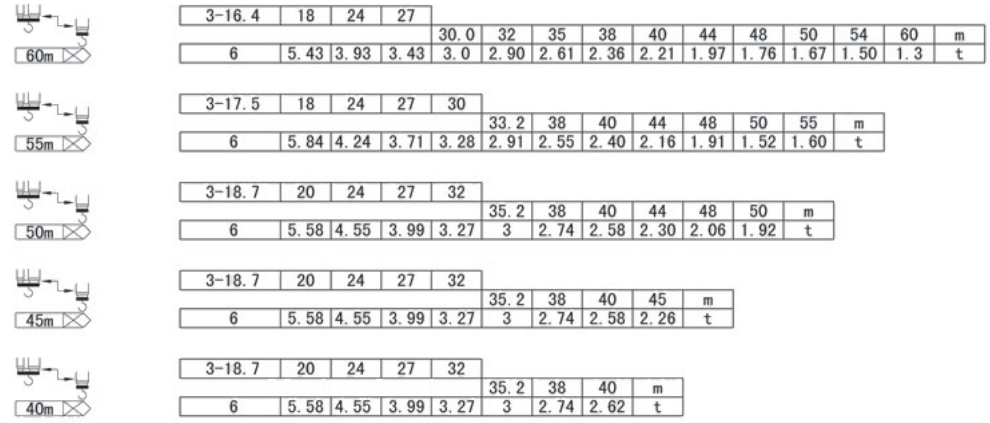 3-16.4 18 24 27
30.0 32 35 38 40 44 48 50 54 60 m
60m 6 5.43 3.93 3.43 3.0 2.90 2.61 2.36 2.21 1.97 1.76 1.67 1.50 1.3 t
3-17.5 18 24 27 30
33.2 38 40 44 48 50 55 m
55m 6 5.84 4.24 3.71 3.28 2.91 2.55 2.40 2.16 1.91 1.52 1.60 t
3-18.7 20 24 27 32
35.2 38 40 44 48 50 m
50m 6 5.58 4.55 3.99 3.27 3 2.74 2.58 2.30 2.06 1.92 t
3-18.7 20 24 27 32
35.2 38 40 45 m
45m 6 5.58 4.55 3.99 3.27 3 2.74 2.58 2.26 t
3-18.7 20 24 27 32
35.2 38 40 m
40m 6 5.58 4.55 3.99 3.27 3 2.74 2.62 t